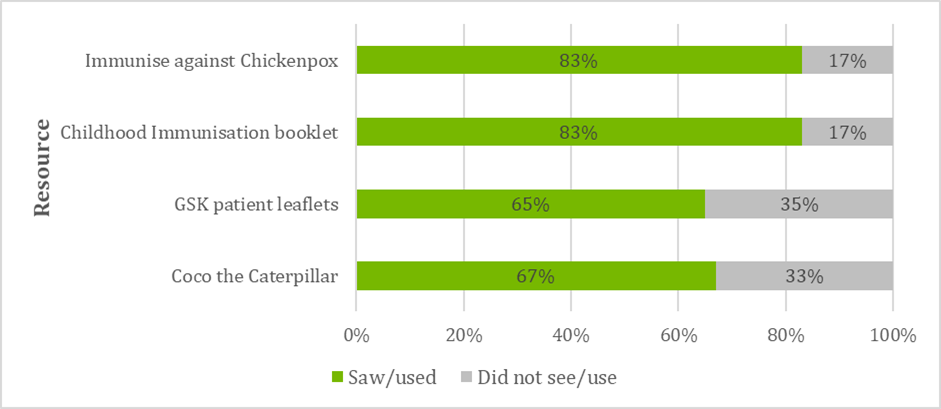 Resource
Immunise against Chickenpox
83%
17%
Childhood Immunisation booklet
83%
17%
GSK patient leaflets
65%
35%
Coco the Caterpillar
67%
33%
0%
20%
40%
60%
80%
100%
Saw/used
Did not see/use